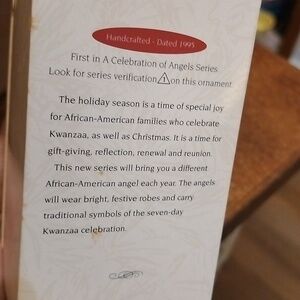 Handcrafted - Dated 1995
First in A Celebration of Angels Series
Look for series verification on this ornament
The holiday season is a time of special joy
for African-American families who celebrate
Kwanzaa, as well as Christmas. It is a time for
gift-giving, reflection, renewal and reunion.
This new series will bring you a different
African-American angel each year. The angels
will wear bright, festive robes and carry
traditional symbols of the seven-day
Kwanzaa celebration.